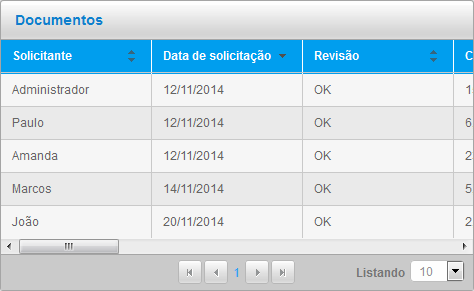 Documentos
Solicitante Data de solicitação Revisão C
Administrador 12/11/2014 OK 1
Paulo 12/11/2014 OK 6
Amanda 12/11/2014 OK 2
Marcos 14/11/2014 OK 5
João 20/11/2014 OK 2
1 Listando 10